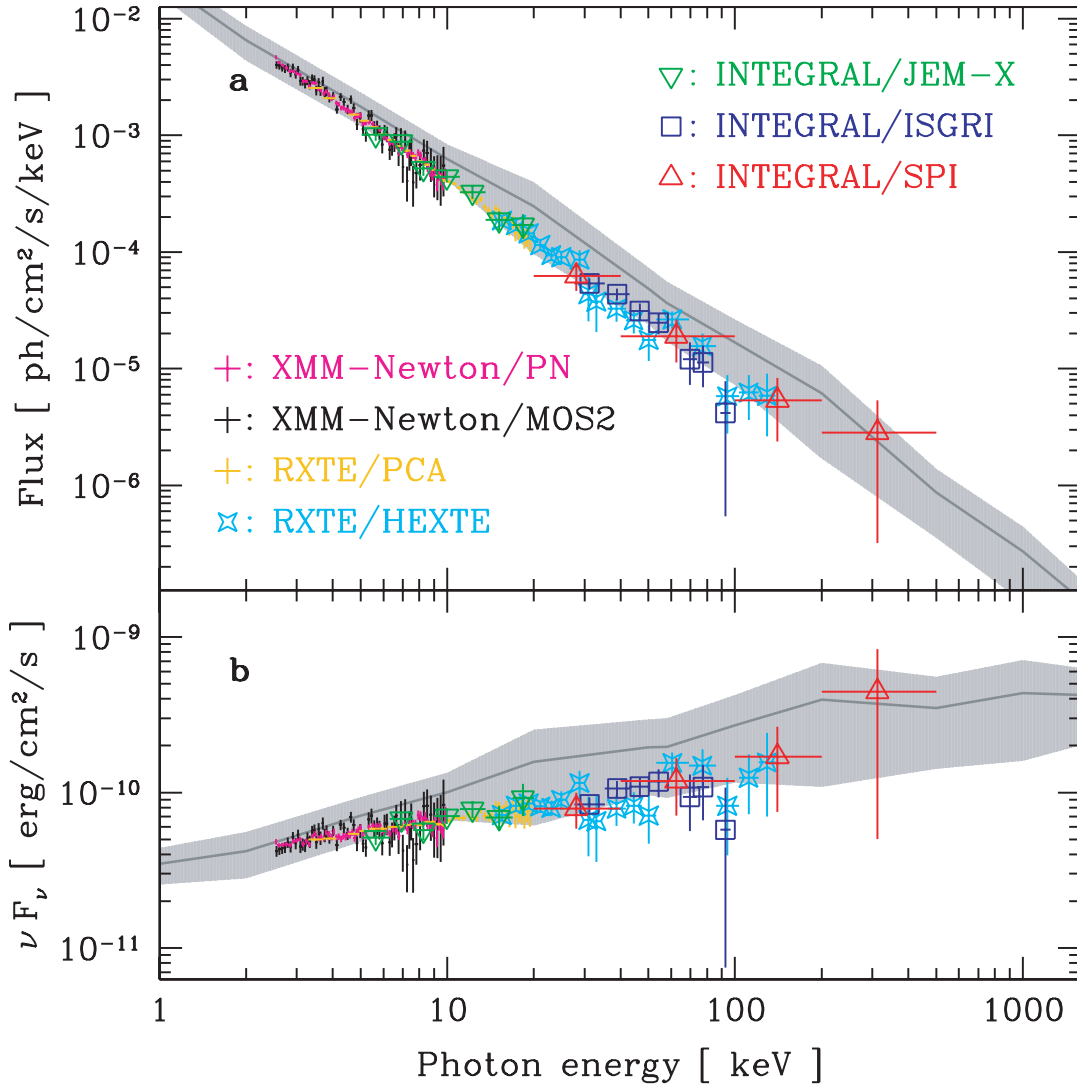 10⁻²
10⁻³
10⁻⁴
10⁻⁵
10⁻⁶
Flux [ ph/cm²/s/keV ]
a
▽: INTEGRAL/JEM-X
□: INTEGRAL/ISGRI
△: INTEGRAL/SPI
+: XMM-Newton/PN
+: XMM-Newton/MOS2
+: RXTE/PCA
: RXTE/HEXTE
10⁻⁹
10⁻¹⁰
10⁻¹¹
νFᵥ [ erg/cm²/s ]
b
1 10 100 1000
Photon energy [ keV ]